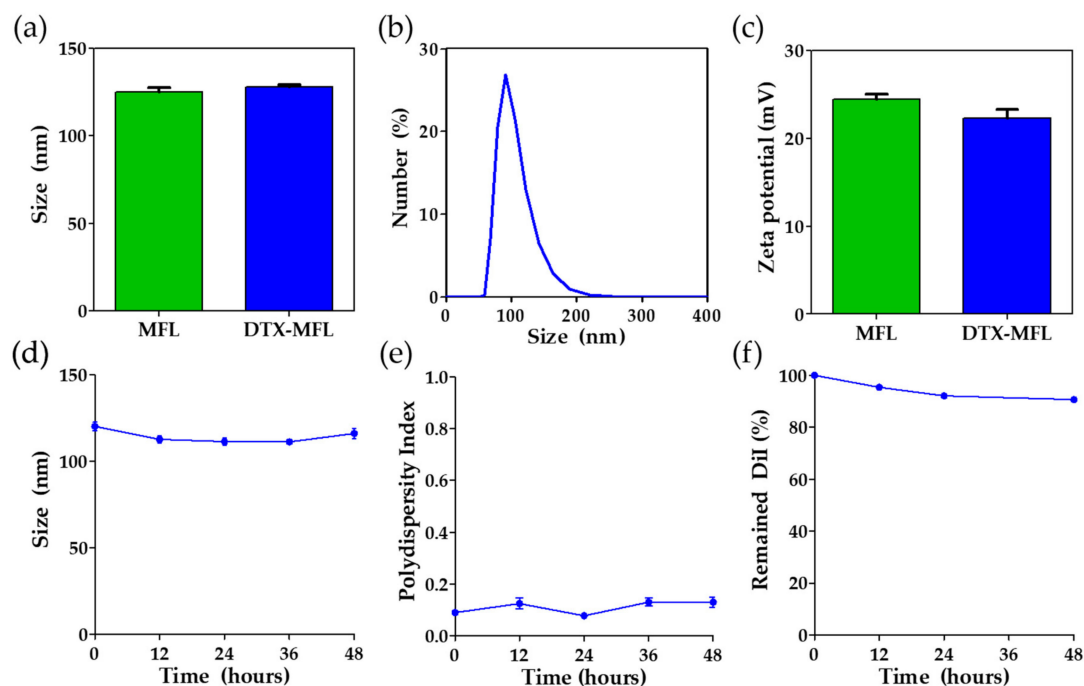 (a)
150
100
50
0
Size (nm)
MFL
DTX-MFL
(b)
30
20
10
0
Number (%)
0
100
200
300
400
Size (nm)
(c)
30
20
10
0
Zeta potential (mV)
MFL
DTX-MFL
(d)
150
100
50
0
Size (nm)
0
12
24
36
48
Time (hours)
(e)
1.0
0.8
0.6
0.4
0.2
0.0
Polydispersity Index
0
12
24
36
48
Time (hours)
(f)
100
80
60
40
20
0
Remained DiI (%)
0
12
24
36
48
Time (hours)